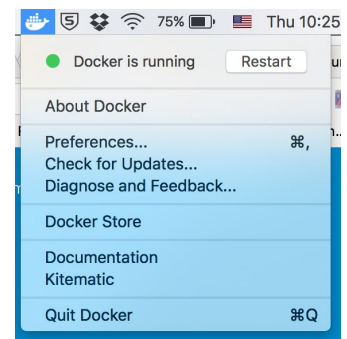 75% Thu 10:25
Docker is running Restart
About Docker
Preferences... ⌘,
Check for Updates...
Diagnose and Feedback...
Docker Store
Documentation
Kitematic
Quit Docker ⌘Q